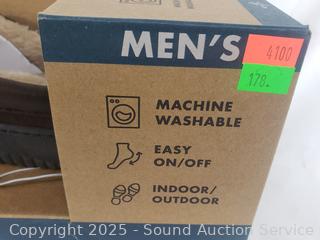 MEN'S
4100
178.
MACHINE
WASHABLE
EASY
ON/OFF
INDOOR/
OUTDOOR
Copyright 2025 - Sound Auction Service